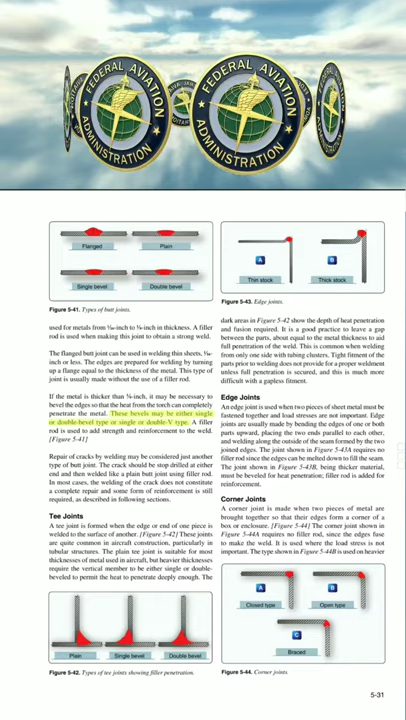 FEDERAL AVIATION
ADMINISTRATION
FEDERAL AVIATION
ADMINISTRATION
Flanged
Plain
Single bevel
Double bevel
Figure 5-41. Types of butt joints.
used for metals from 1/16-inch to 1/8-inch in thickness. A filler
rod is used when making this joint to obtain a strong weld.
The flanged butt joint can be used in welding thin sheets, 1/16-
inch or less. The edges are prepared for welding by turning
up a flange equal to the thickness of the metal. This type of
joint is usually made without the use of a filler rod.
If the metal is thicker than 1/8-inch, it may be necessary to
bevel the edges so that the heat from the torch can completely
penetrate the metal. These bevels may be either single
or double-bevel type or single or double-V type. A filler
rod is used to add strength and reinforcement to the weld.
[Figure 5-41]
Repair of cracks by welding may be considered just another
type of butt joint. The crack should be stop drilled at either
end and then welded like a plain butt joint using filler rod.
In most cases, the welding of the crack does not constitute
a complete repair and some form of reinforcement is still
required, as described in following sections.
Tee Joints
A tee joint is formed when the edge or end of one piece is
welded to the surface of another. [Figure 5-42] These joints
are quite common in aircraft construction, particularly in
tubular structures. The plain tee joint is suitable for most
thicknesses of metal used in aircraft, but heavier thicknesses
require the vertical member to be either single or double-
beveled to permit the heat to penetrate deeply enough. The
Plain
Single bevel
Double bevel
Figure 5-42. Types of tee joints showing filler penetration.
A
B
Thin stock
Thick stock
Figure 5-43. Edge joints.
dark areas in Figure 5-42 show the depth of heat penetration
and fusion required. It is a good practice to leave a gap
between the parts, about equal to the metal thickness to aid
full penetration of the weld. This is common when welding
from only one side with tubing clusters. Tight fitment of the
parts prior to welding does not provide for a proper weldment
unless full penetration is secured, and this is much more
difficult with a gapless fitment.
Edge Joints
An edge joint is used when two pieces of sheet metal must be
fastened together and load stresses are not important. Edge
joints are usually made by bending the edges of one or both
parts upward, placing the two ends parallel to each other,
and welding along the outside of the seam formed by the two
joined edges. The joint shown in Figure 5-43A requires no
filler rod since the edges can be melted down to fill the seam.
The joint shown in Figure 5-43B, being thicker material,
must be beveled for heat penetration; filler rod is added for
reinforcement.
Corner Joints
A corner joint is made when two pieces of metal are
brought together so that their edges form a corner of a
box or enclosure. [Figure 5-44] The corner joint shown in
Figure 5-44A requires no filler rod, since the edges fuse
to make the weld. It is used where the load stress is not
important. The type shown in Figure 5-44B is used on heavier
A
B
Closed type
Open type
C
Braced
Figure 5-44. Corner joints.
5-31